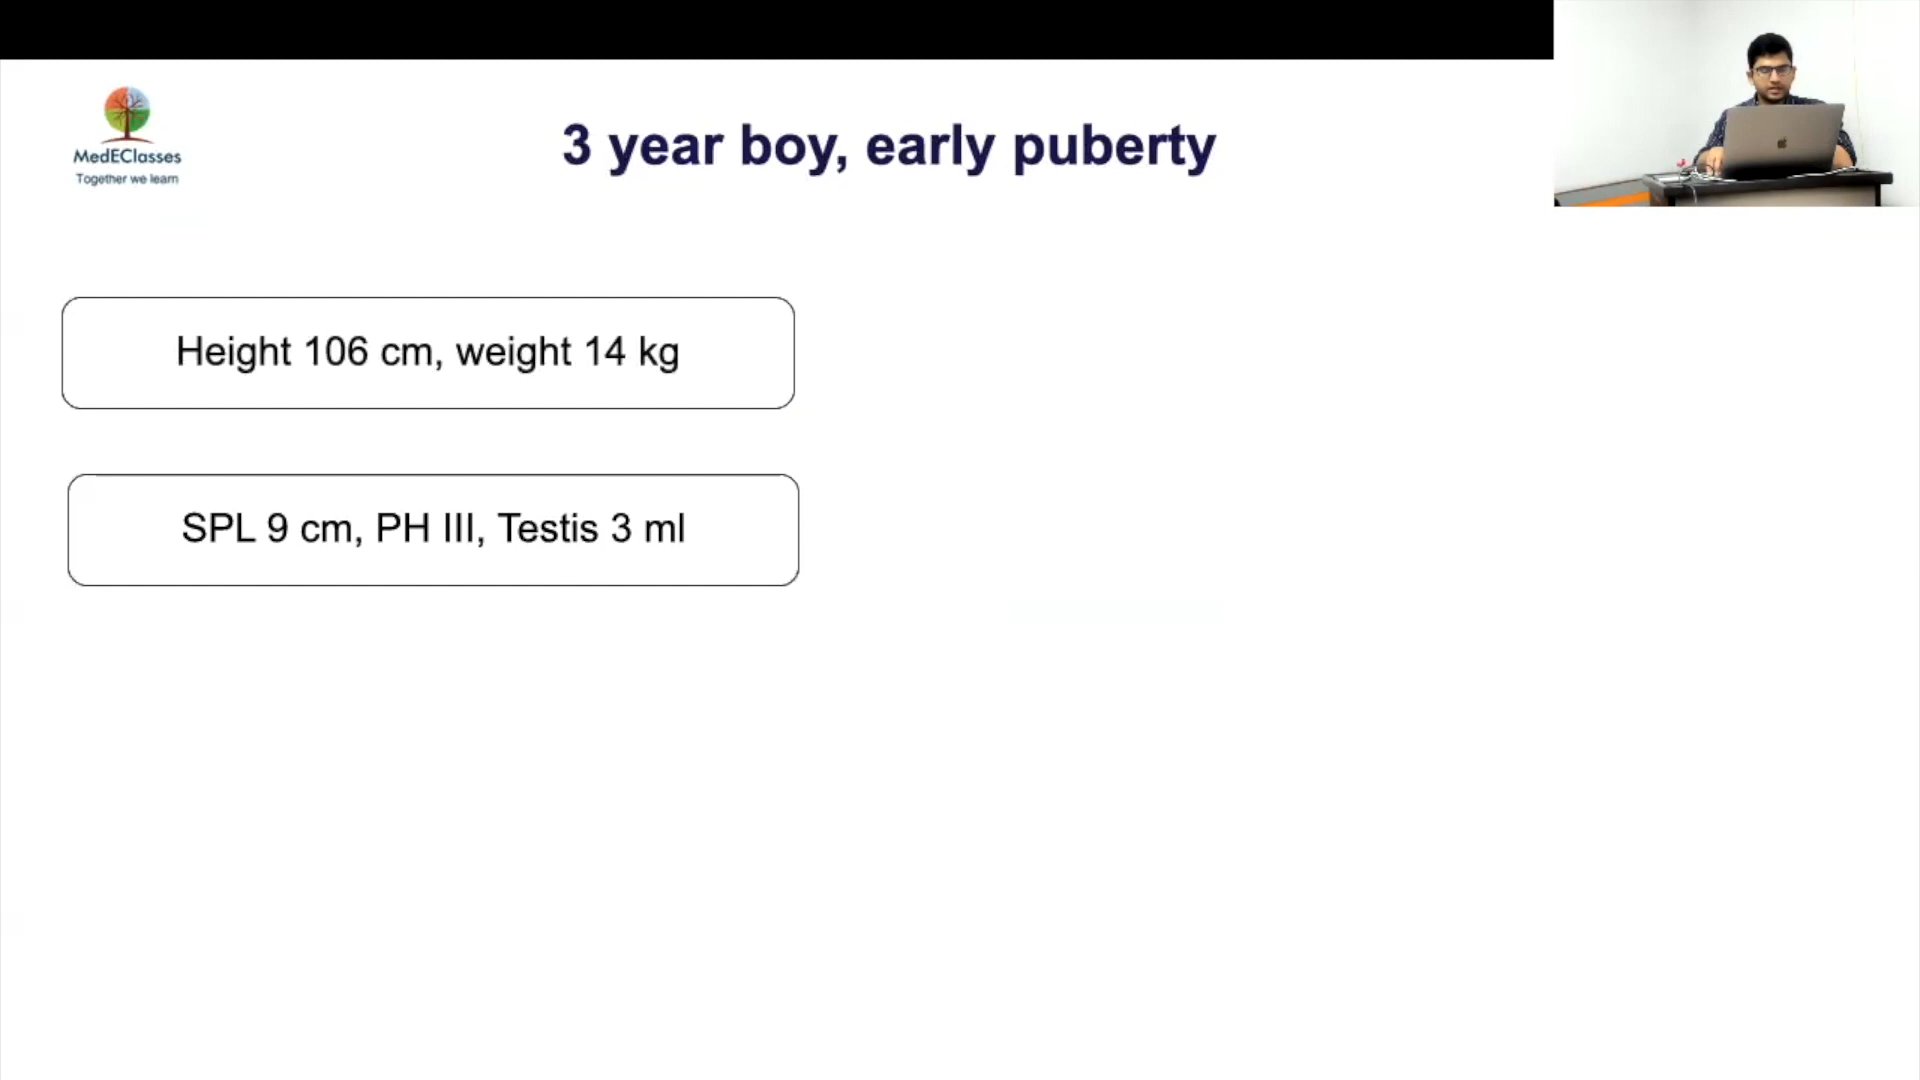 MedEClasses
Together we learn
3 year boy, early puberty
Height 106 cm, weight 14 kg
SPL 9 cm, PH III, Testis 3 ml